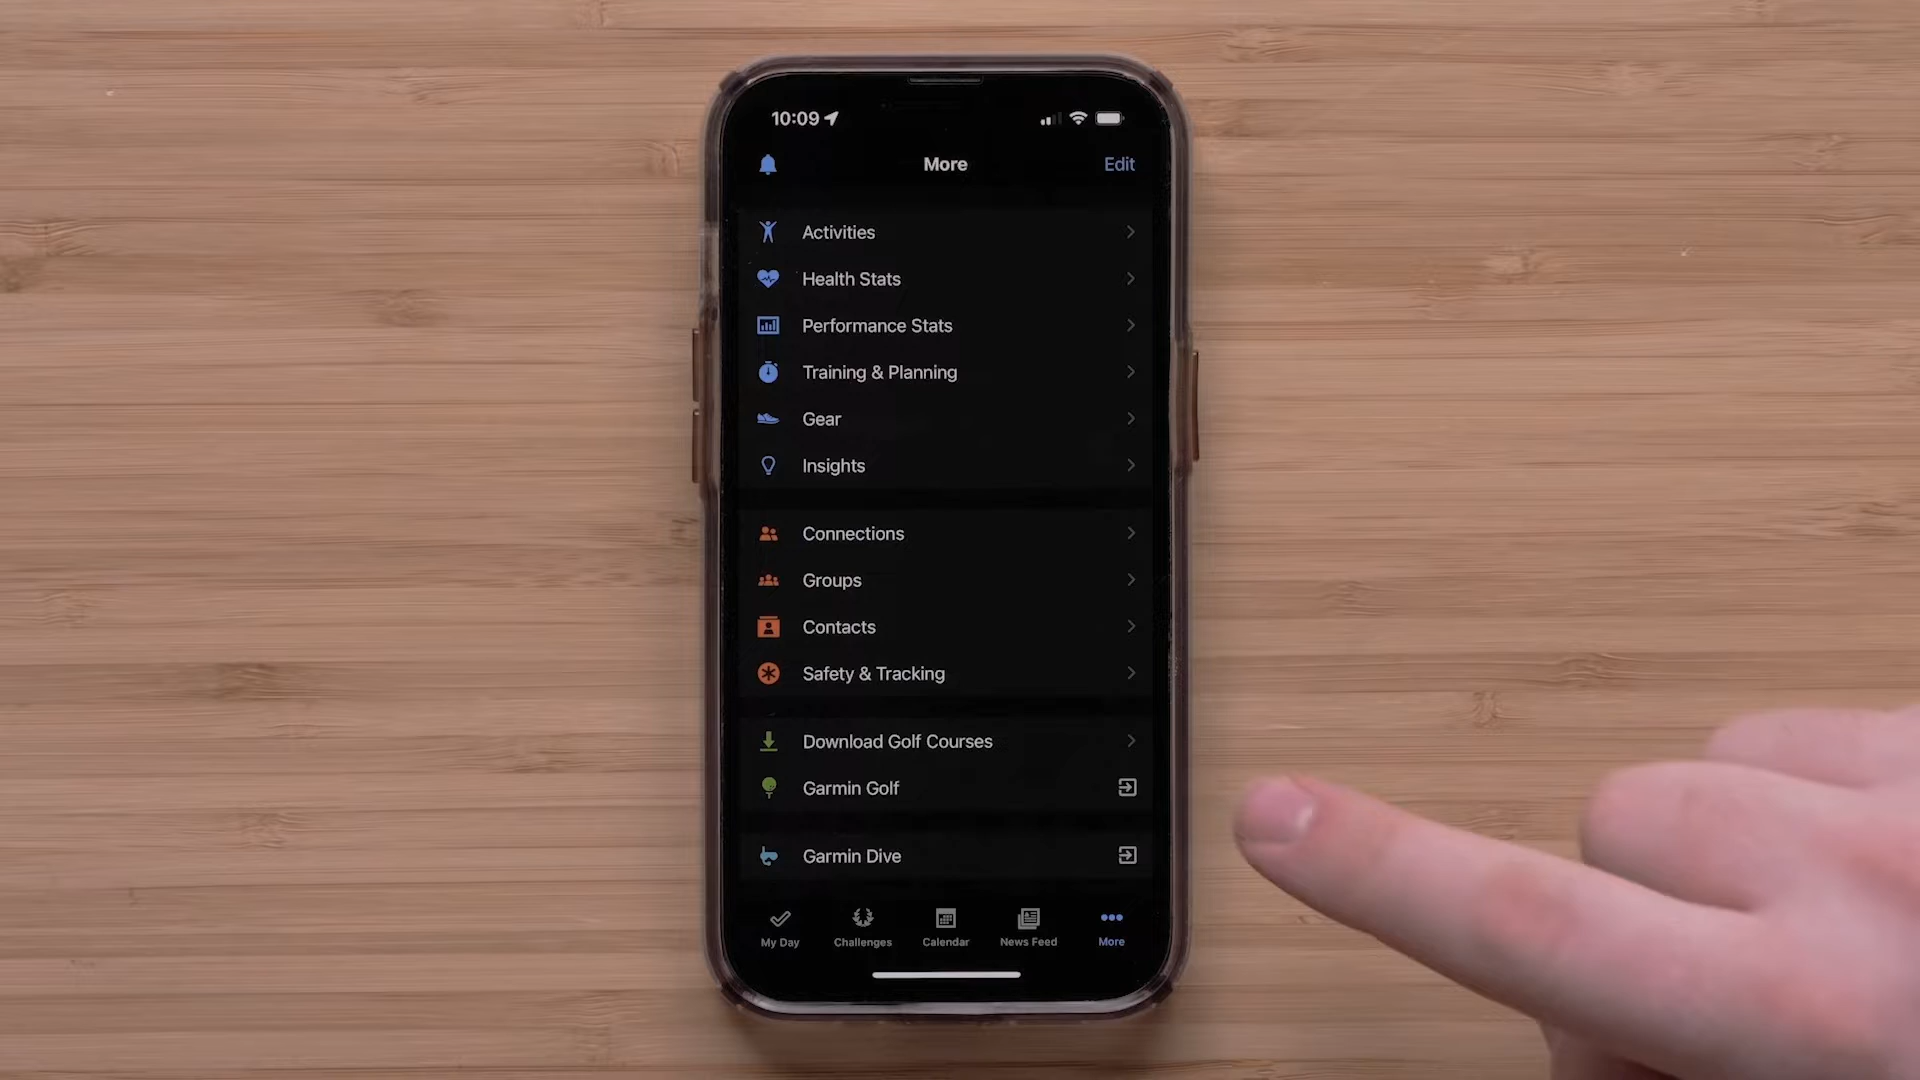 10:09
More
Edit
Activities
Health Stats
Performance Stats
Training & Planning
Gear
Insights
Connections
Groups
Contacts
Safety & Tracking
Download Golf Courses
Garmin Golf
Garmin Dive
My Day
Challenges
Calendar
News Feed
More